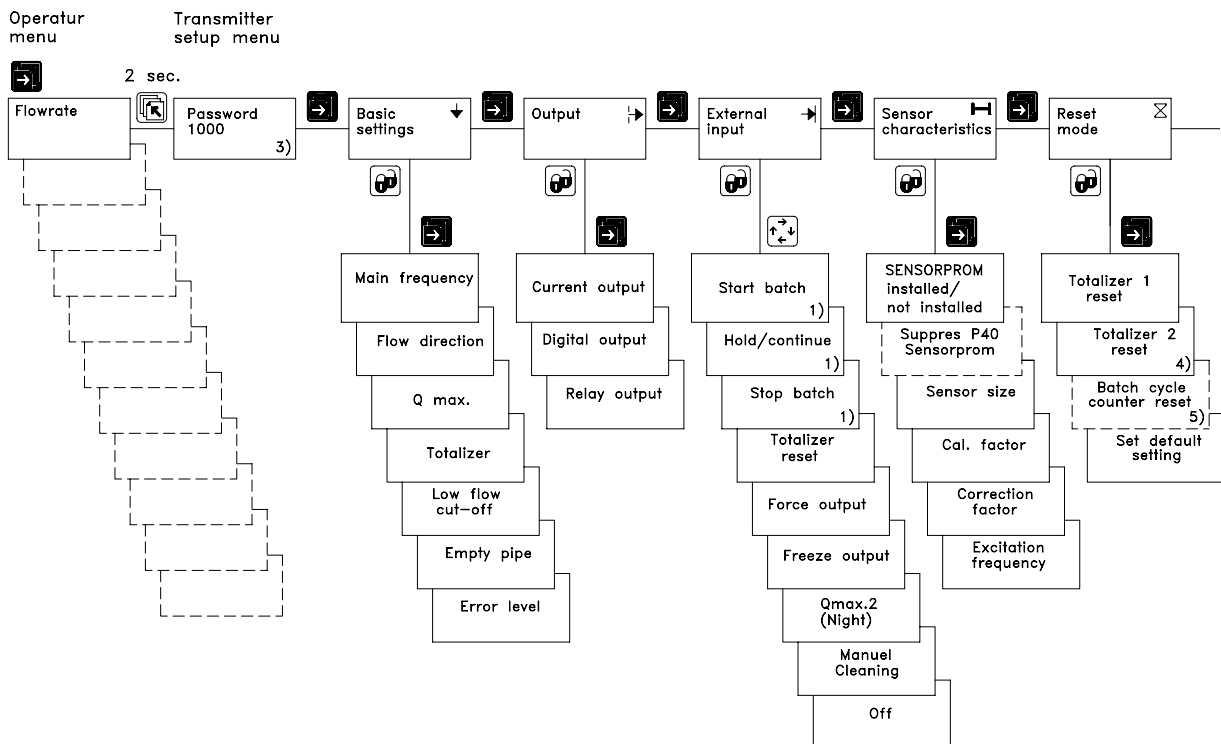 Operatur
menu
Transmitter
setup menu
2 sec.
Flowrate
Password
1000
3)
Basic
settings
Output
External
input
Sensor
characteristics
Reset
mode
Main frequency
Flow direction
Q max.
Totalizer
Low flow
cut-off
Empty pipe
Error level
Current output
Digital output
Relay output
Start batch
1)
Hold/continue
1)
Stop batch
1)
Totalizer
reset
Force output
Freeze output
Qmax.2
(Night)
Manuel
Cleaning
Off
SENSORPROM
installed/
not installed
Suppres P40
Sensorprom
Sensor size
Cal. factor
Correction
factor
Excitation
frequency
Totalizer 1
reset
Totalizer 2
reset
4)
Batch cycle
counter reset
5)
Set default
setting